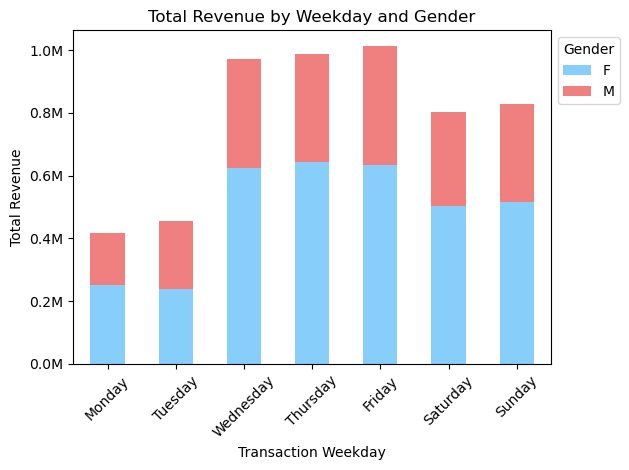 Total Revenue by Weekday and Gender
Gender
F
M
Total Revenue
1.0M
0.8M
0.6M
0.4M
0.2M
0.0M
Monday
Tuesday
Wednesday
Thursday
Friday
Saturday
Sunday
Transaction Weekday